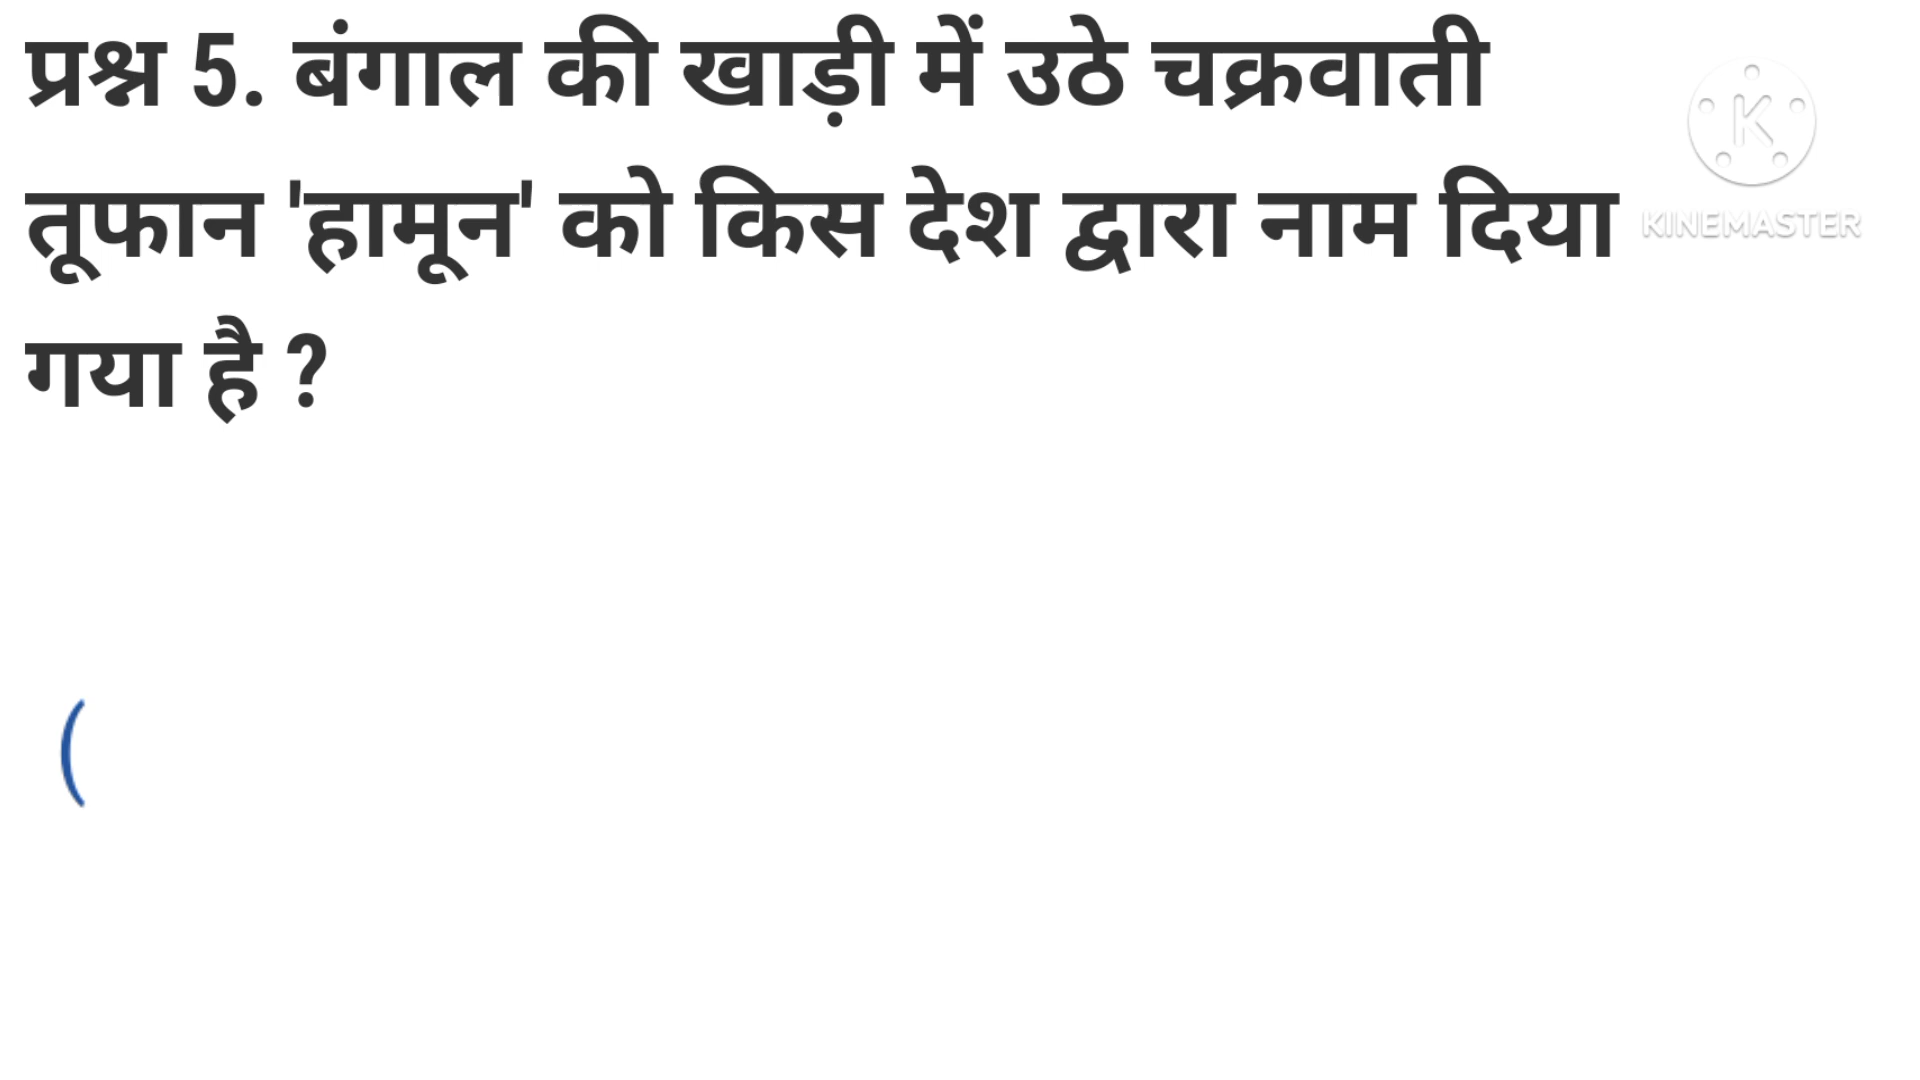 प्रश्न 5. बंगाल की खाड़ी में उठे चक्रवाती
तूफान 'हामून' को किस देश द्वारा नाम दिया
गया है ?
K
KINEMASTER
(